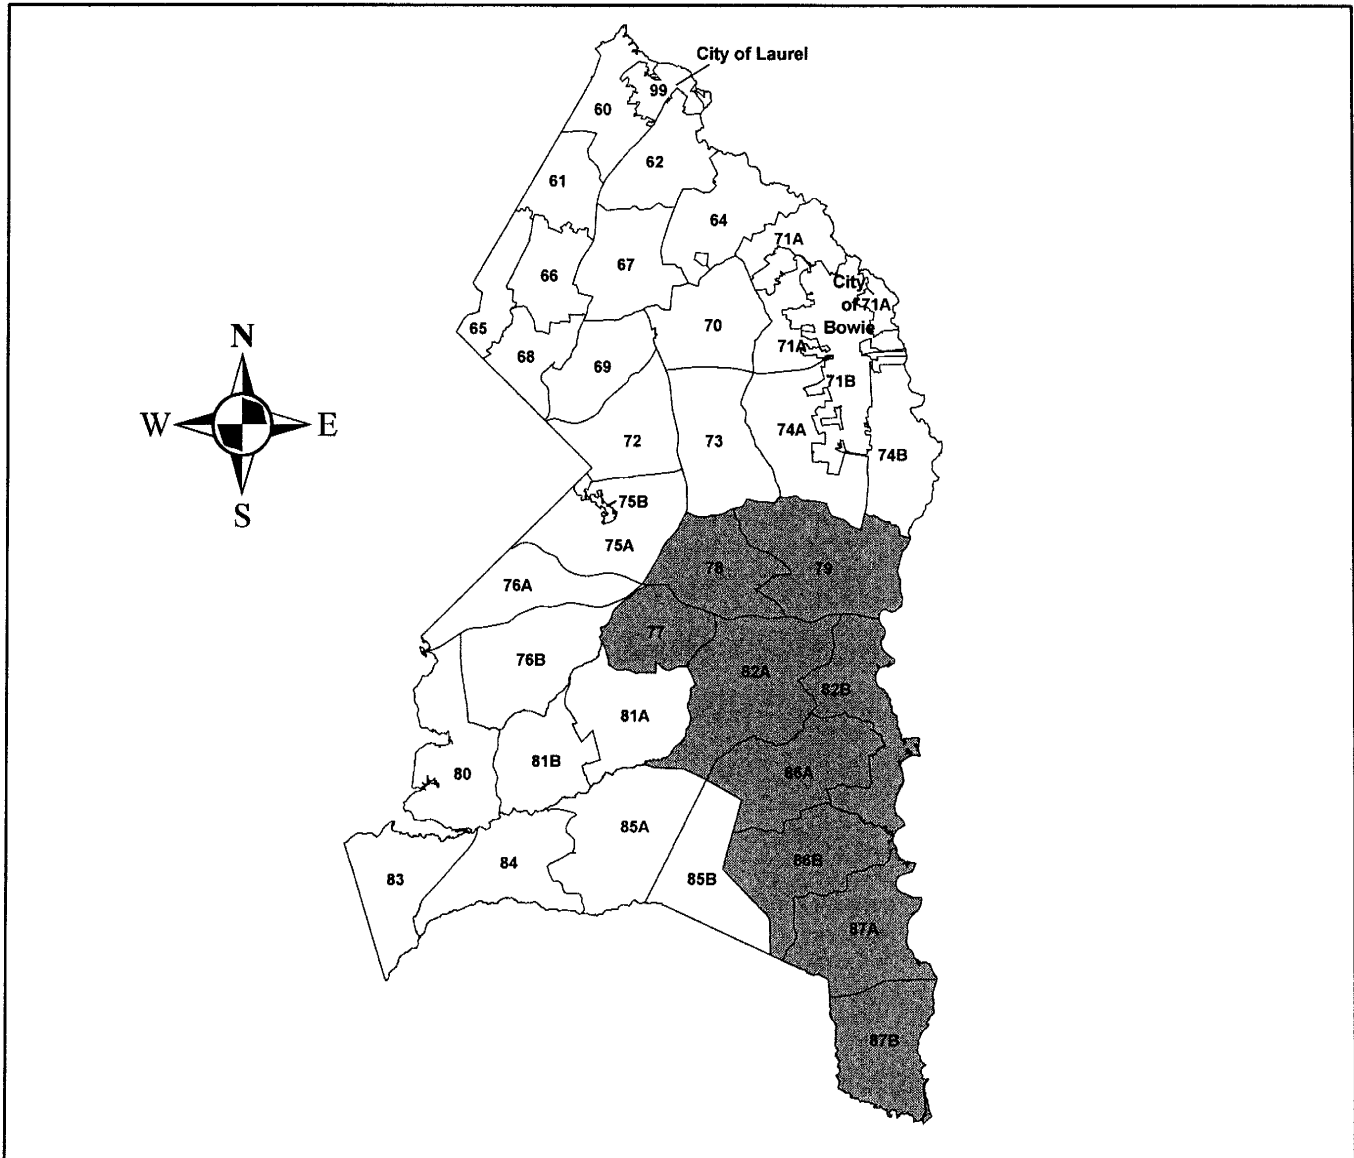 City of Laurel
99
60
62
61
64
71A
67
66
City
of 71A
Bowie
65
70
68
71A
69
71B
N
W E
S
72
73
74A
74B
75B
75A
78
79
76A
77
76B
82A
82B
81A
81B
80
86A
85A
84
86B
83
85B
87A
87B